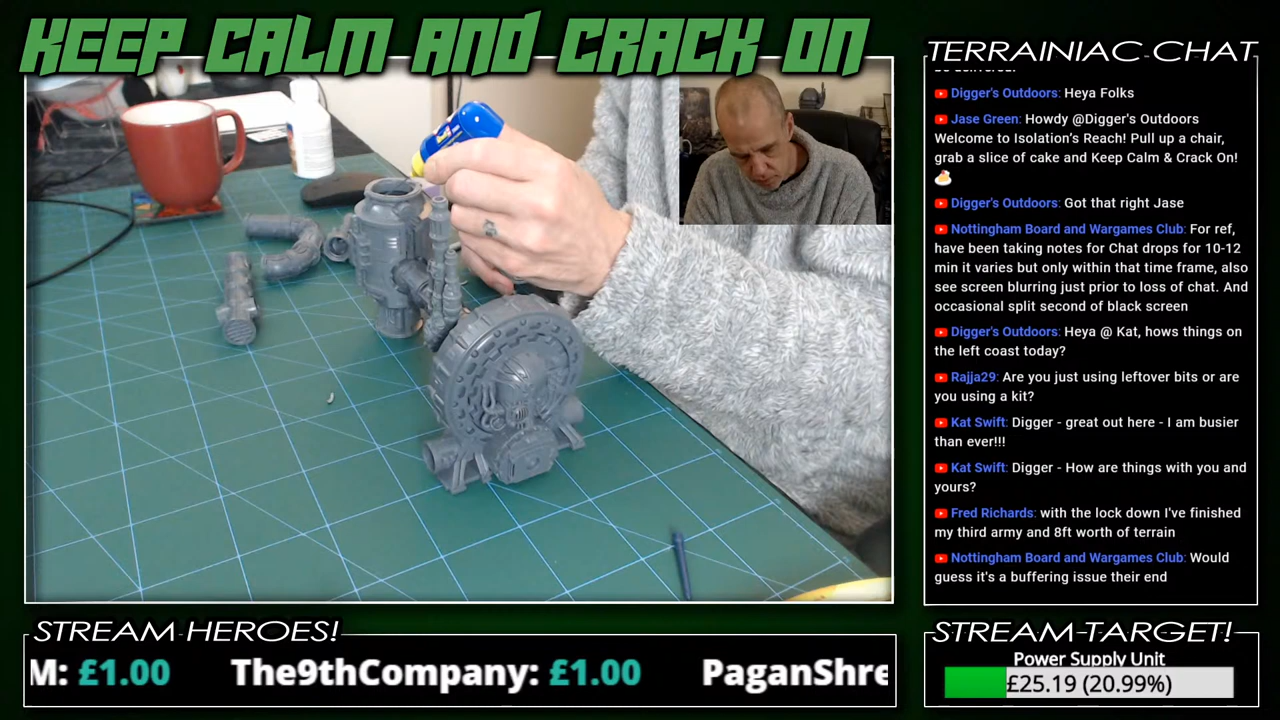 KEEP CALM AND CRACK ON
TERRAINIAC CHAT
Digger's Outdoors: Heya Folks
Jase Green: Howdy @Digger's Outdoors
Welcome to Isolation's Reach! Pull up a chair,
grab a slice of cake and Keep Calm & Crack On!
Digger's Outdoors: Got that right Jase
Nottingham Board and Wargames Club: For ref,
have been taking notes for Chat drops for 10-12
min it varies but only within that time frame, also
see screen blurring just prior to loss of chat. And
occasional split second of black screen
Digger's Outdoors: Heya @ Kat, hows things on
the left coast today?
Rajja29: Are you just using leftover bits or are
you using a kit?
Kat Swift: Digger - great out here - I am busier
than ever!!!
Kat Swift: Digger - How are things with you and
yours?
Fred Richards: with the lock down I've finished
my third army and 8ft worth of terrain
Nottingham Board and Wargames Club: Would
guess it's a buffering issue their end
STREAM HEROES!
M: £1.00 The9thCompany: £1.00 PaganShre
STREAM TARGET!
Power Supply Unit
£25.19 (20.99%)